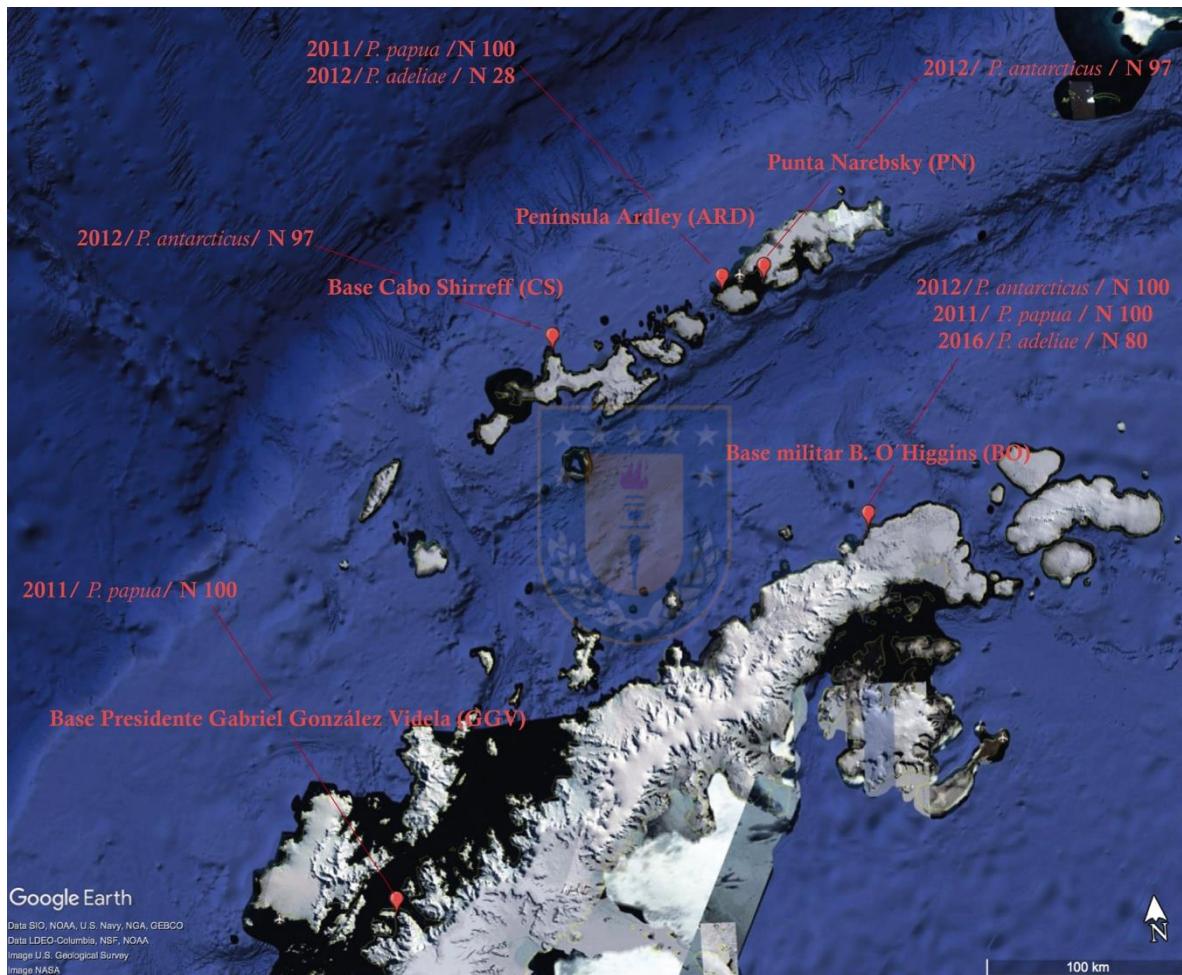 2011/ P. papua /N 100
2012/P. adeliae / N 28
2012/ P. antarcticus / N 97
Punta Narebsky (PN)
Península Ardley (ARD)
2012/P. antarcticus/ N 97
Base Cabo Shirreff (CS)
2012/ P. antarcticus / N 100
2011/ P. papua / N 100
2016/P. adeliae / N 80
Base militar B. O´Higgins (BO)
2011/ P. papua/ N 100
Base Presidente Gabriel González Videla (GGV)
Google Earth
Data SIO, NOAA, U.S. Navy, NGA, GEBCO
Data LDEO-Columbia, NSF, NOAA
Image U.S. Geological Survey
Image NASA
N
100 km